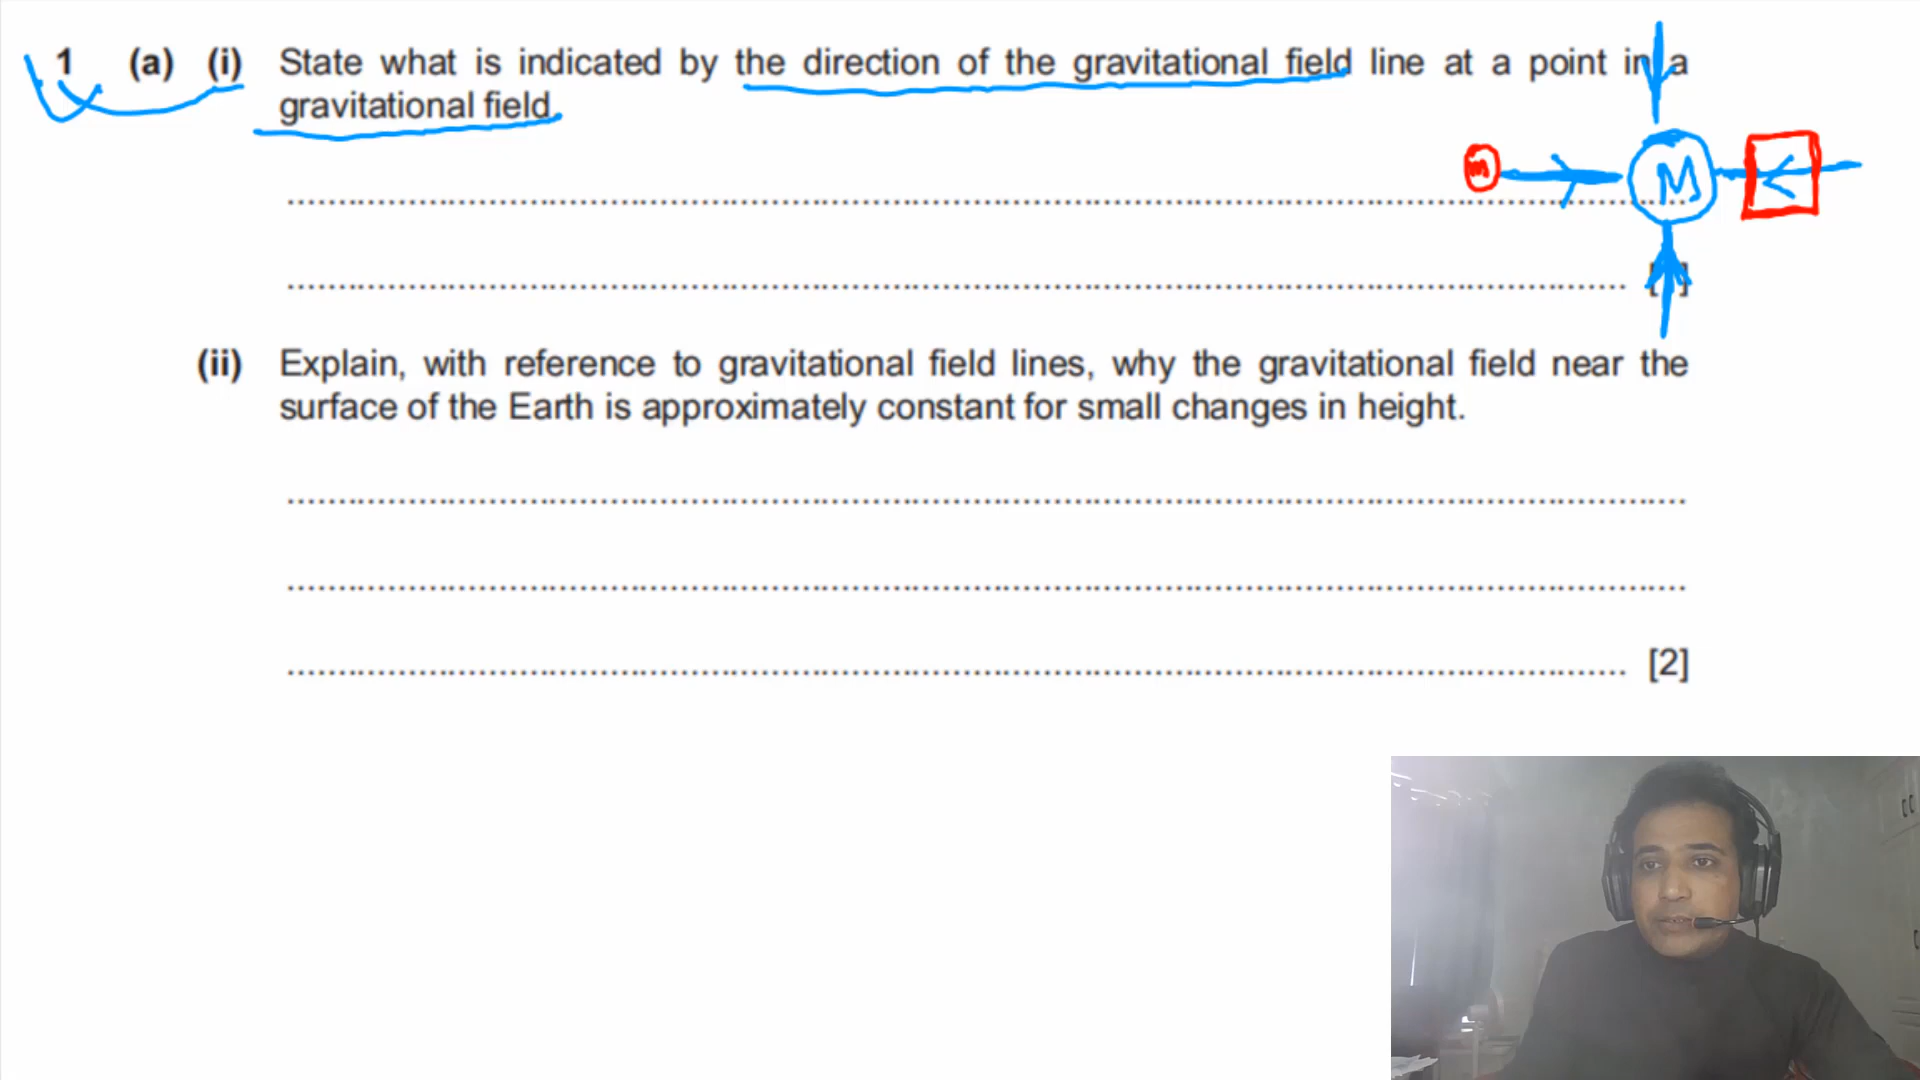 1 (a) (i) State what is indicated by the direction of the gravitational field line at a point in a
gravitational field.
m
M
(ii) Explain, with reference to gravitational field lines, why the gravitational field near the
surface of the Earth is approximately constant for small changes in height.
[2]